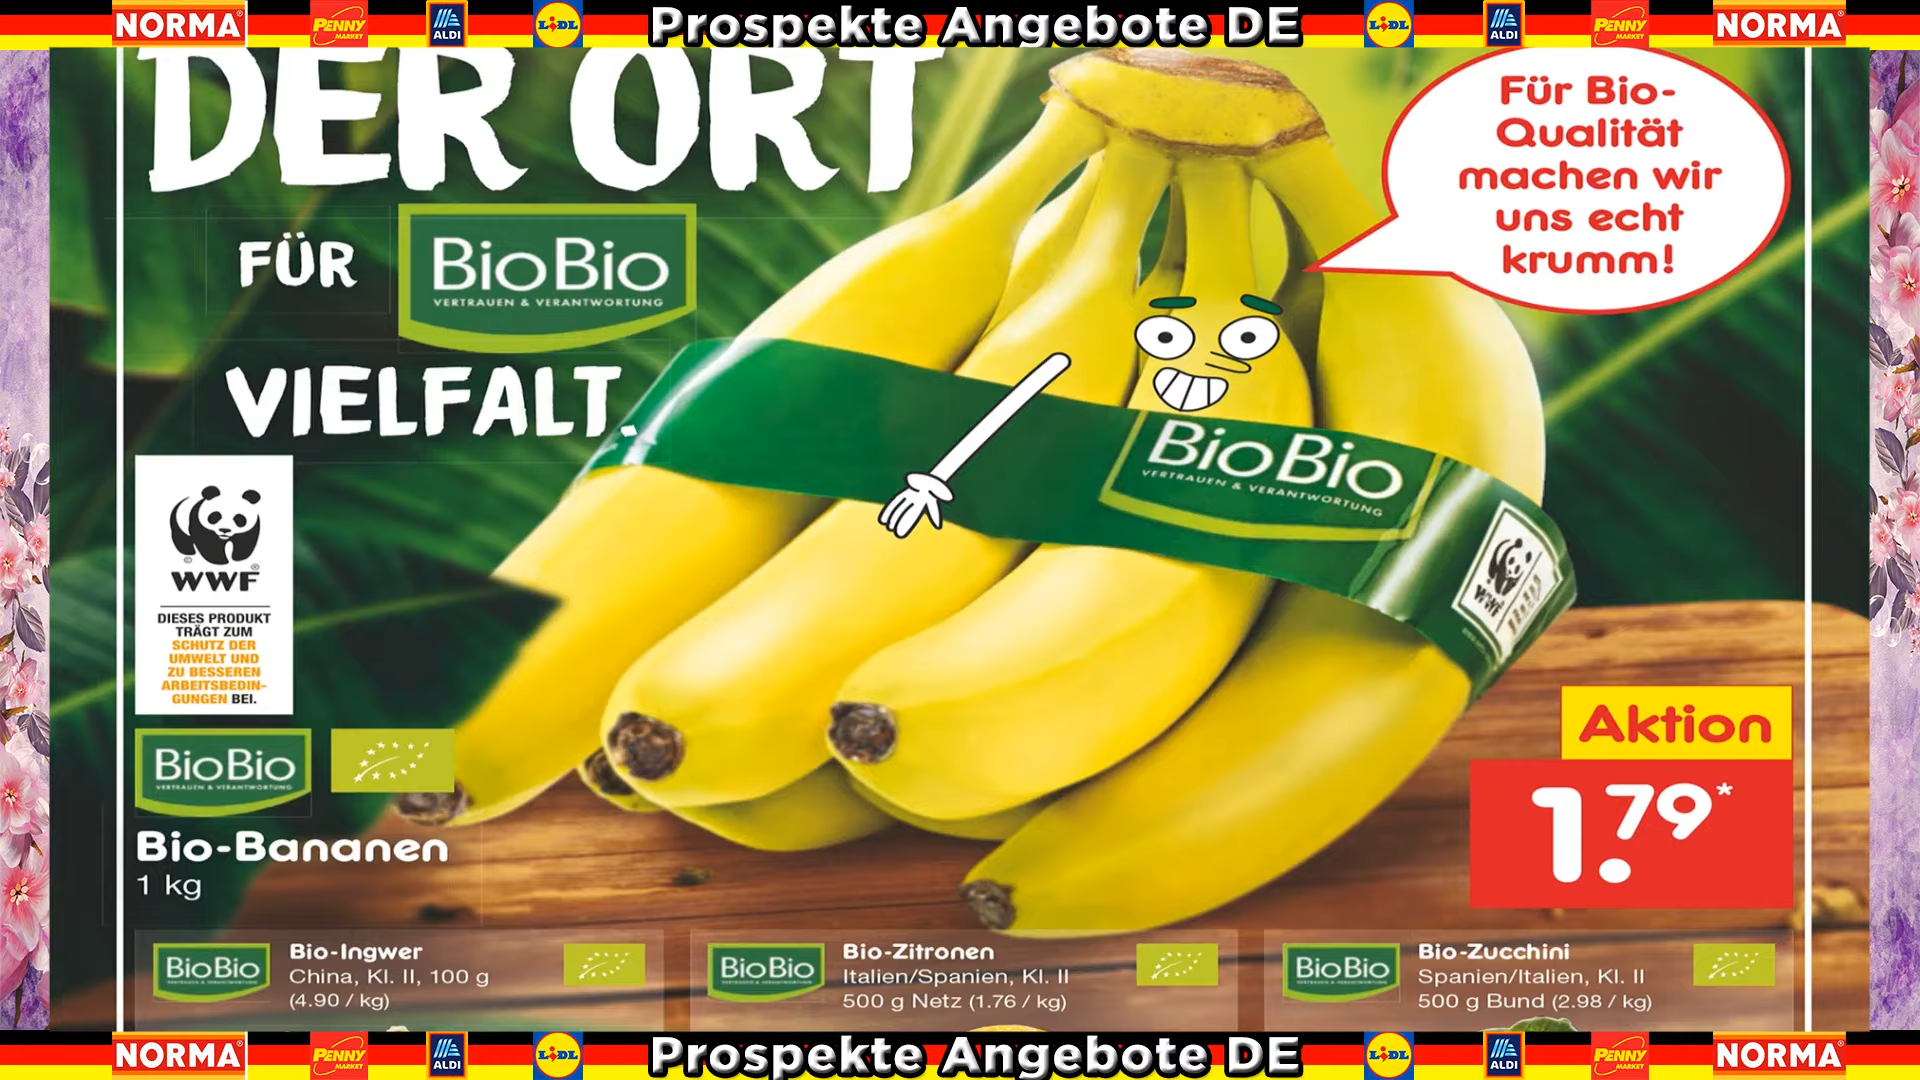 NORMA PENNY MARKET ALDI LIDL Prospekte Angebote DE LIDL ALDI PENNY MARKET NORMA
DER ORT
FÜR BioBio
VERTRAUEN & VERANTWORTUNG
VIELFALT.
Für Bio-
Qualität
machen wir
uns echt
krumm!
BioBio
VERTRAUEN & VERANTWORTUNG
WWF
WWF
DIESES PRODUKT
TRÄGT ZUM
SCHUTZ DER
UMWELT UND
ZU BESSEREN
ARBEITSBEDIN-
GUNGEN BEI.
BioBio
VERTRAUEN & VERANTWORTUNG
Bio-Bananen
1 kg
Aktion
1.79*
BioBio
Bio-Ingwer
China, Kl. II, 100 g
(4.90 / kg)
BioBio
Bio-Zitronen
Italien/Spanien, Kl. II
500 g Netz (1.76 / kg)
BioBio
Bio-Zucchini
Spanien/Italien, Kl. II
500 g Bund (2.98 / kg)
NORMA PENNY MARKET ALDI LIDL Prospekte Angebote DE LIDL ALDI PENNY MARKET NORMA